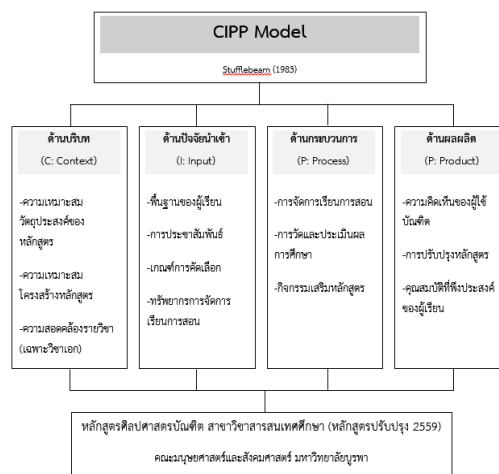 CIPP Model
Stufflebeam (1983)
ด้านบริบท
(C: Context)
-ความเหมาะสม
วัตถุประสงค์ของ
หลักสูตร
-ความเหมาะสม
โครงสร้างหลักสูตร
-ความสอดคล้องรายวิชา
(เฉพาะวิชาเอก)
ด้านปัจจัยนำเข้า
(I: Input)
-พื้นฐานของผู้เรียน
-การประชาสัมพันธ์
-เกณฑ์การคัดเลือก
-ทรัพยากรการจัดการ
เรียนการสอน
ด้านกระบวนการ
(P: Process)
-การจัดการเรียนการสอน
-การวัดและประเมินผล
การศึกษา
-กิจกรรมเสริมหลักสูตร
ด้านผลผลิต
(P: Product)
-ความคิดเห็นของผู้ใช้
บัณฑิต
-การปรับปรุงหลักสูตร
-คุณสมบัติที่พึงประสงค์
ของผู้เรียน
หลักสูตรศิลปศาสตรบัณฑิต สาขาวิชาสารสนเทศศึกษา (หลักสูตรปรับปรุง 2559)
คณะมนุษยศาสตร์และสังคมศาสตร์ มหาวิทยาลัยบูรพา